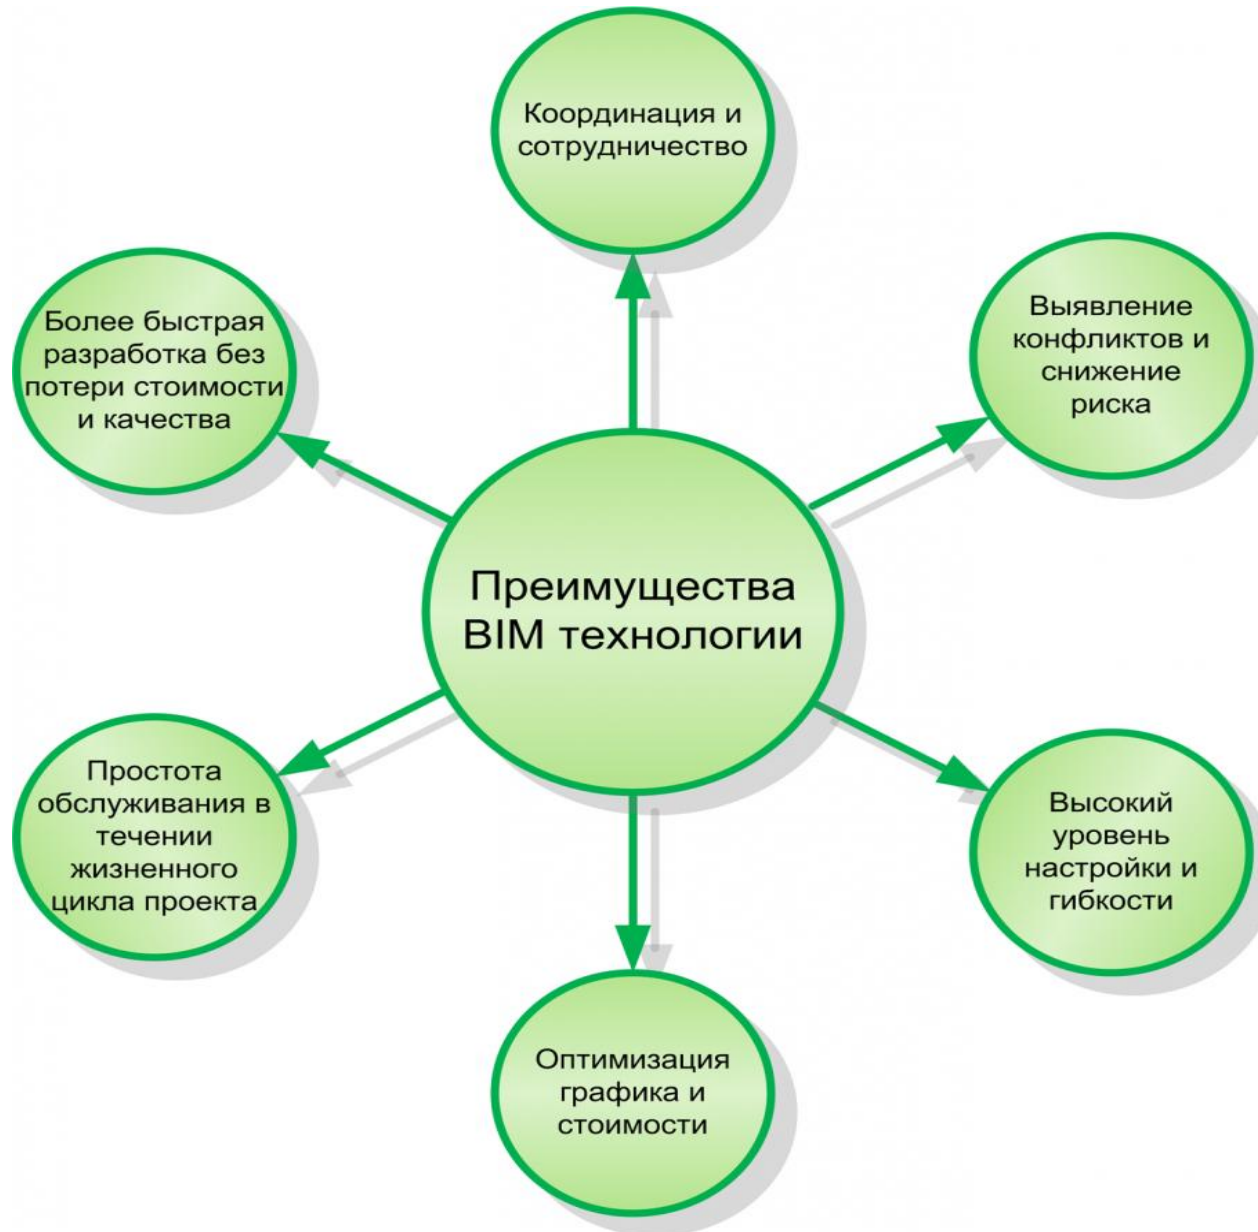 Координация и
сотрудничество
Выявление
конфликтов и
снижение
риска
Более быстрая
разработка без
потери стоимости
и качества
Преимущества
BIM технологии
Простота
обслуживания в
течении
жизненного
цикла проекта
Высокий
уровень
настройки и
гибкости
Оптимизация
графика и
стоимости